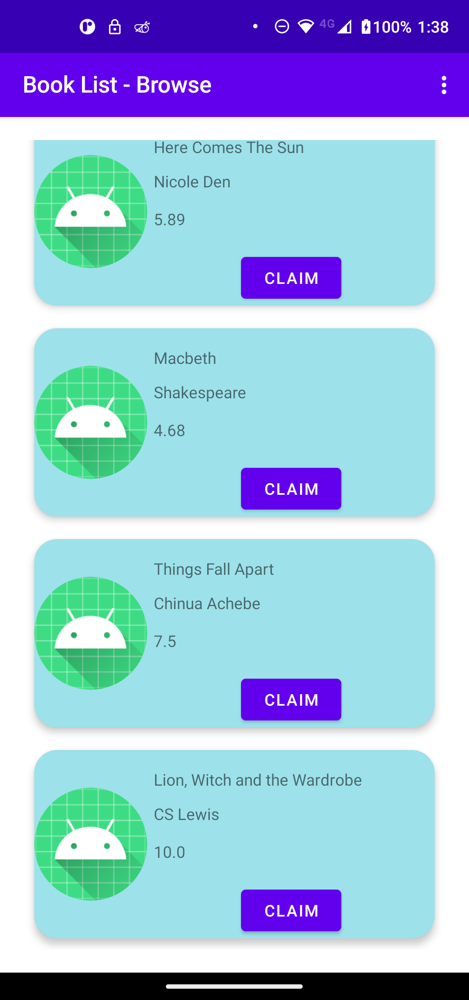 4G 100% 1:38
Book List - Browse
Here Comes The Sun
Nicole Den
5.89
CLAIM
Macbeth
Shakespeare
4.68
CLAIM
Things Fall Apart
Chinua Achebe
7.5
CLAIM
Lion, Witch and the Wardrobe
CS Lewis
10.0
CLAIM